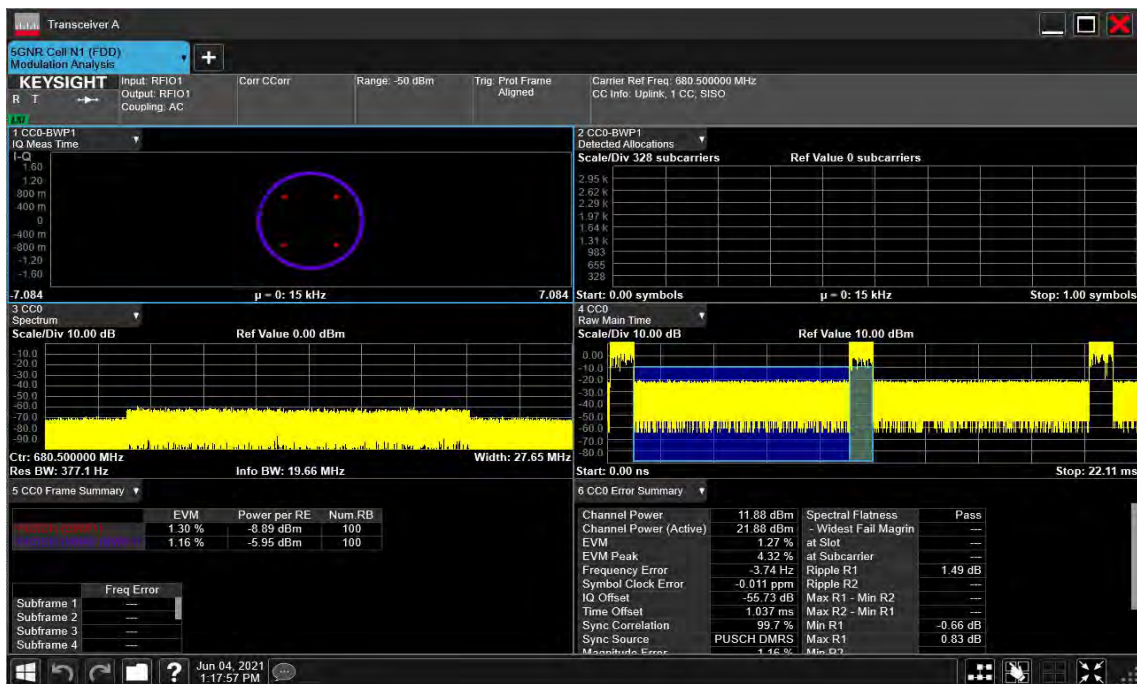 Transceiver A
5GNR Cell N1 (FDD)
Modulation Analysis
+
KEYSIGHT
R T
LXI
Input: RFIO1
Output: RFIO1
Coupling: AC
Corr CCorr
Range: -50 dBm
Trig: Prot Frame
Aligned
Carrier Ref Freq: 680.500000 MHz
CC Info: Uplink, 1 CC, SISO
1 CC0-BWP1
IQ Meas Time
I-Q
1.60
1.20
800 m
400 m
0
-400 m
-800 m
-1.20
-1.60
-7.084
µ = 0: 15 kHz
7.084
2 CC0-BWP1
Detected Allocations
Scale/Div 328 subcarriers
Ref Value 0 subcarriers
2.95 k
2.62 k
2.29 k
1.97 k
1.64 k
1.31 k
983
655
328
Start: 0.00 symbols
µ = 0: 15 kHz
Stop: 1.00 symbols
3 CC0
Spectrum
Scale/Div 10.00 dB
Ref Value 0.00 dBm
-10.0
-20.0
-30.0
-40.0
-50.0
-60.0
-70.0
-80.0
-90.0
Ctr: 680.500000 MHz
Width: 27.65 MHz
Res BW: 377.1 Hz
Info BW: 19.66 MHz
4 CC0
Raw Main Time
Scale/Div 10.00 dB
Ref Value 10.00 dBm
0.00
-10.0
-20.0
-30.0
-40.0
-50.0
-60.0
-70.0
-80.0
Start: 0.00 ns
Stop: 22.11 ms
5 CC0 Frame Summary
EVM Power per RE Num.RB
1.30 % -8.89 dBm 100
1.16 % -5.95 dBm 100
Freq Error
Subframe 1 ---
Subframe 2 ---
Subframe 3 ---
Subframe 4 ---
6 CC0 Error Summary
Channel Power 11.88 dBm Spectral Flatness Pass
Channel Power (Active) 21.88 dBm - Widest Fail Magrin ---
EVM 1.27 % at Slot ---
EVM Peak 4.32 % at Subcarrier ---
Frequency Error -3.74 Hz Ripple R1 1.49 dB
Symbol Clock Error -0.011 ppm Ripple R2 ---
IQ Offset -55.73 dB Max R1 - Min R2 ---
Time Offset 1.037 ms Max R2 - Min R1 ---
Sync Correlation 99.7 % Min R1 -0.66 dB
Sync Source PUSCH DMRS Max R1 0.83 dB
Magnitude Error 1.16 % Min R2 ---
?
Jun 04, 2021
1:17:57 PM